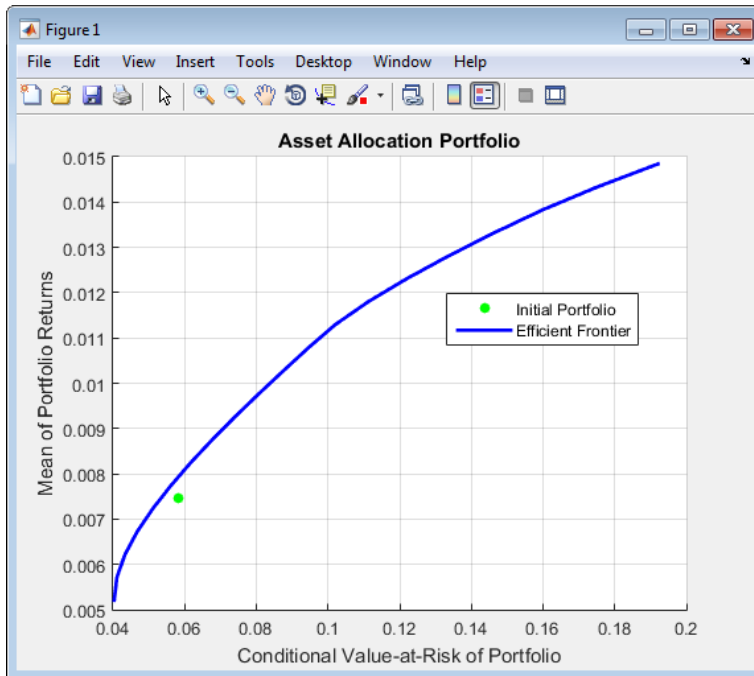 Figure 1
File Edit View Insert Tools Desktop Window Help
Asset Allocation Portfolio
0.015
0.014
0.013
0.012
0.011
0.01
0.009
0.008
0.007
0.006
0.005
Mean of Portfolio Returns
Initial Portfolio
Efficient Frontier
0.04 0.06 0.08 0.1 0.12 0.14 0.16 0.18 0.2
Conditional Value-at-Risk of Portfolio